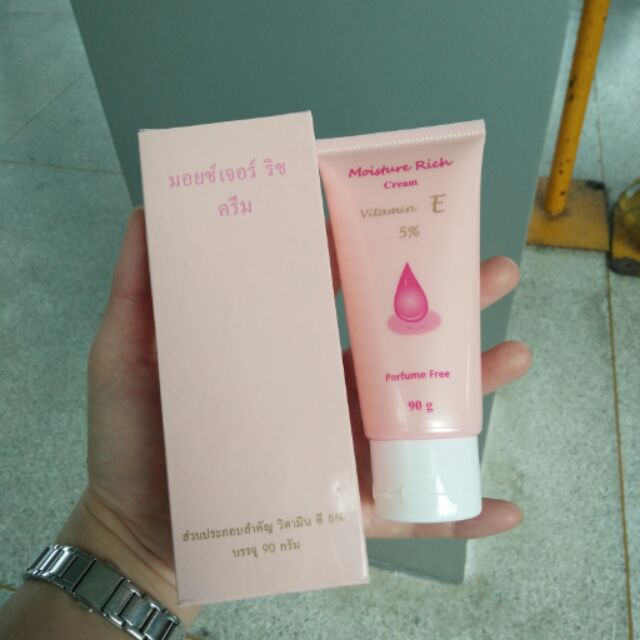 มอยซ์เจอร์ ริช
ครีม
ส่วนประกอบสำคัญ วิตามิน อี 5%
บรรจุ 90 กรัม
Moisture Rich
Cream
Vitamin E
5%
Perfume Free
90 g